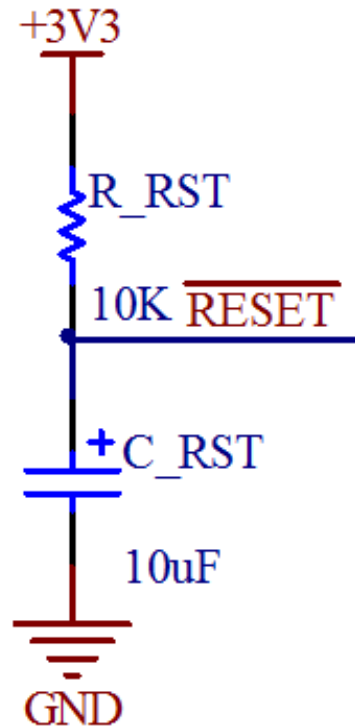 +3V3
R_RST
10K RESET
+ C_RST
10uF
GND